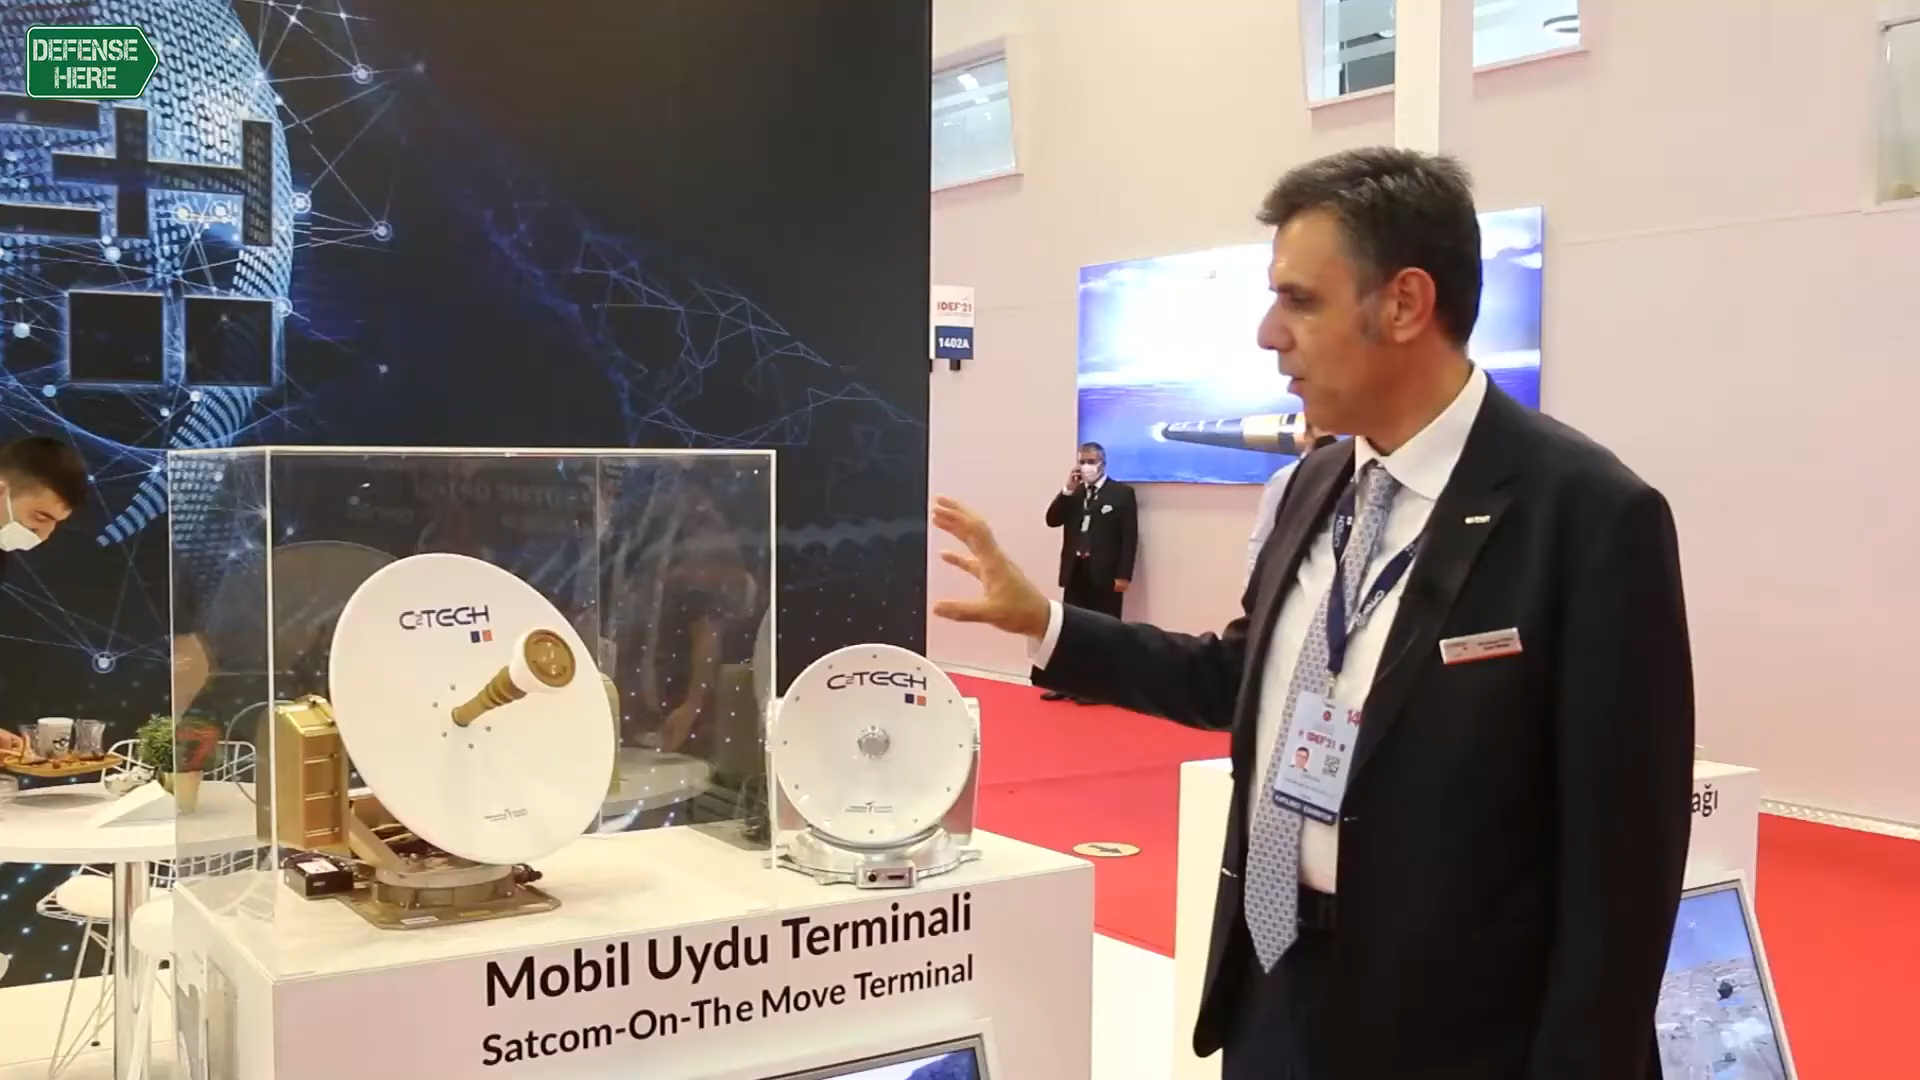 DEFENSE
HERE
IDEF'21
1402A
C2TECH
C2TECH
IDEF'21
ağı
Mobil Uydu Terminali
Satcom-On-The Move Terminal